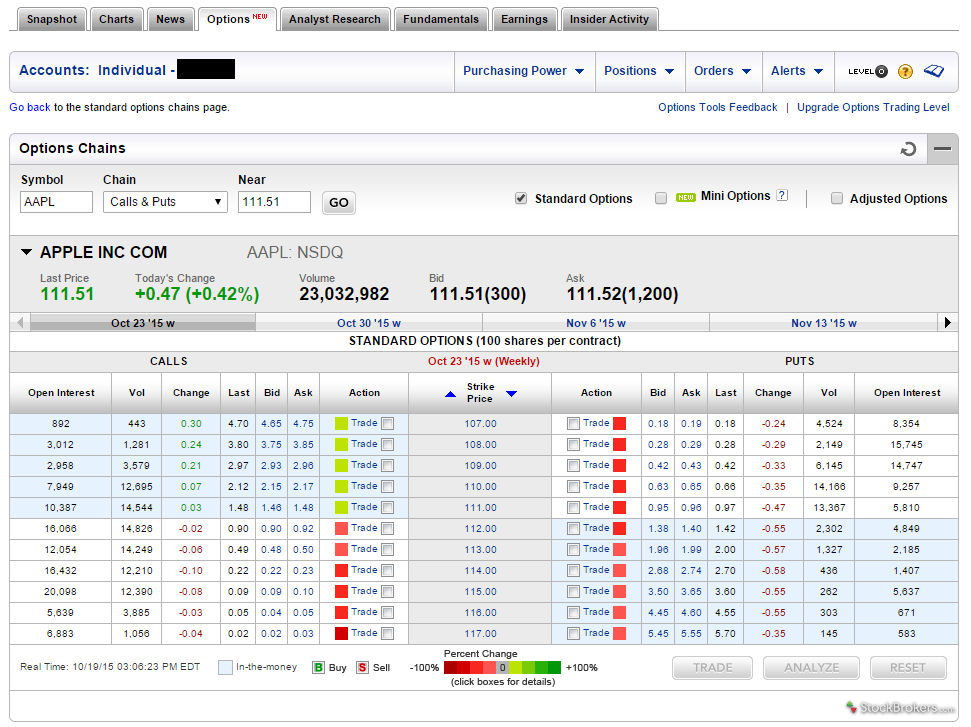 Snapshot Charts News Options NEW Analyst Research Fundamentals Earnings Insider Activity
Accounts: Individual - Purchasing Power Positions Orders Alerts LEVEL 0 ?
Go back to the standard options chains page. Options Tools Feedback | Upgrade Options Trading Level
Options Chains
Symbol Chain Near
AAPL Calls & Puts 111.51 GO Standard Options NEW Mini Options ? Adjusted Options
APPLE INC COM AAPL: NSDQ
Last Price Today's Change Volume Bid Ask
111.51 +0.47 (+0.42%) 23,032,982 111.51(300) 111.52(1,200)
Oct 23 '15 w Oct 30 '15 w Nov 6 '15 w Nov 13 '15 w
STANDARD OPTIONS (100 shares per contract)
CALLS Oct 23 '15 w (Weekly) PUTS
Open Interest Vol Change Last Bid Ask Action Strike Price Action Bid Ask Last Change Vol Open Interest
892 443 0.30 4.70 4.65 4.75 Trade 107.00 Trade 0.18 0.19 0.18 -0.24 4,524 8,354
3,012 1,281 0.24 3.80 3.75 3.85 Trade 108.00 Trade 0.28 0.29 0.28 -0.29 2,149 15,745
2,958 3,579 0.21 2.97 2.93 2.96 Trade 109.00 Trade 0.42 0.43 0.42 -0.33 6,145 14,747
7,949 12,695 0.07 2.12 2.15 2.17 Trade 110.00 Trade 0.63 0.65 0.66 -0.35 14,166 9,257
10,387 14,544 0.03 1.48 1.46 1.48 Trade 111.00 Trade 0.95 0.96 0.97 -0.47 13,367 5,810
16,066 14,826 -0.02 0.90 0.90 0.92 Trade 112.00 Trade 1.38 1.40 1.42 -0.55 2,302 4,849
12,054 14,249 -0.06 0.49 0.48 0.50 Trade 113.00 Trade 1.96 1.99 2.00 -0.57 1,327 2,185
16,432 12,210 -0.10 0.22 0.22 0.23 Trade 114.00 Trade 2.68 2.74 2.70 -0.58 436 1,407
20,098 12,390 -0.08 0.09 0.09 0.10 Trade 115.00 Trade 3.50 3.65 3.60 -0.55 262 5,637
5,639 3,885 -0.03 0.05 0.04 0.05 Trade 116.00 Trade 4.45 4.60 4.55 -0.55 303 671
6,883 1,056 -0.04 0.02 0.02 0.03 Trade 117.00 Trade 5.45 5.55 5.70 -0.35 145 583
Percent Change
Real Time: 10/19/15 03:06:23 PM EDT In-the-money B Buy S Sell -100% 0 +100% TRADE ANALYZE RESET
(click boxes for details)
StockBrokers.com